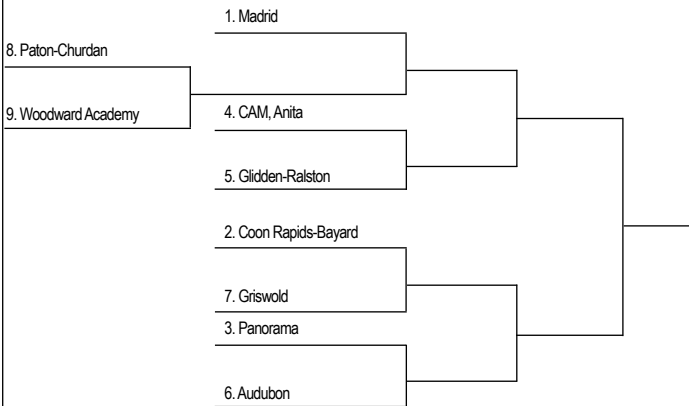 1. Madrid
8. Paton-Churdan
9. Woodward Academy
4. CAM, Anita
5. Glidden-Ralston
2. Coon Rapids-Bayard
7. Griswold
3. Panorama
6. Audubon